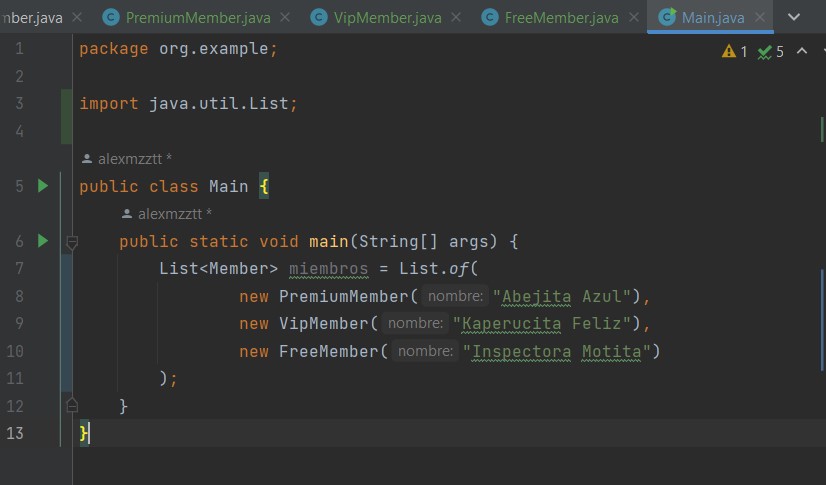 mber.java PremiumMember.java VipMember.java FreeMember.java Main.java
1 package org.example; 1 5
2
3 import java.util.List;
4
alexmzztt *
5 public class Main {
alexmzztt *
6 public static void main(String[] args) {
7 List<Member> miembros = List.of(
8 new PremiumMember( nombre: "Abejita Azul"),
9 new VipMember( nombre: "Kaperucita Feliz"),
10 new FreeMember( nombre: "Inspectora Motita")
11 );
12 }
13 }